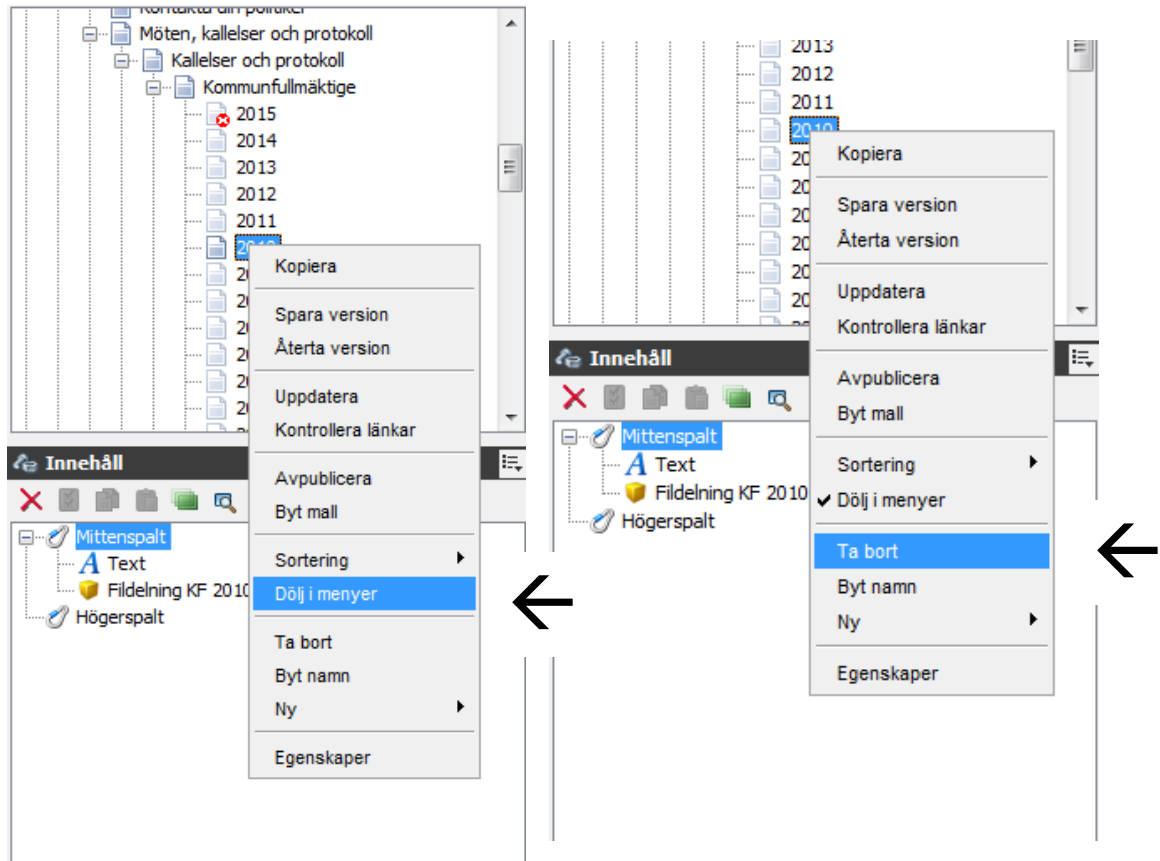 Kontakta din politiker
Möten, kallelser och protokoll
Kallelser och protokoll
Kommunfullmäktige
2015
2014
2013
2012
2011
Kopiera
Spara version
Återta version
Uppdatera
Kontrollera länkar
Avpublicera
Byt mall
Sortering
Dölj i menyer
Ta bort
Byt namn
Ny
Egenskaper
Innehåll
Mittenspalt
Text
Fildelning KF 2010
Högerspalt
2013
2012
2011
2010
Kopiera
Spara version
Återta version
Uppdatera
Kontrollera länkar
Avpublicera
Byt mall
Sortering
Dölj i menyer
Ta bort
Byt namn
Ny
Egenskaper
Innehåll
Mittenspalt
Text
Fildelning KF 2010
Högerspalt